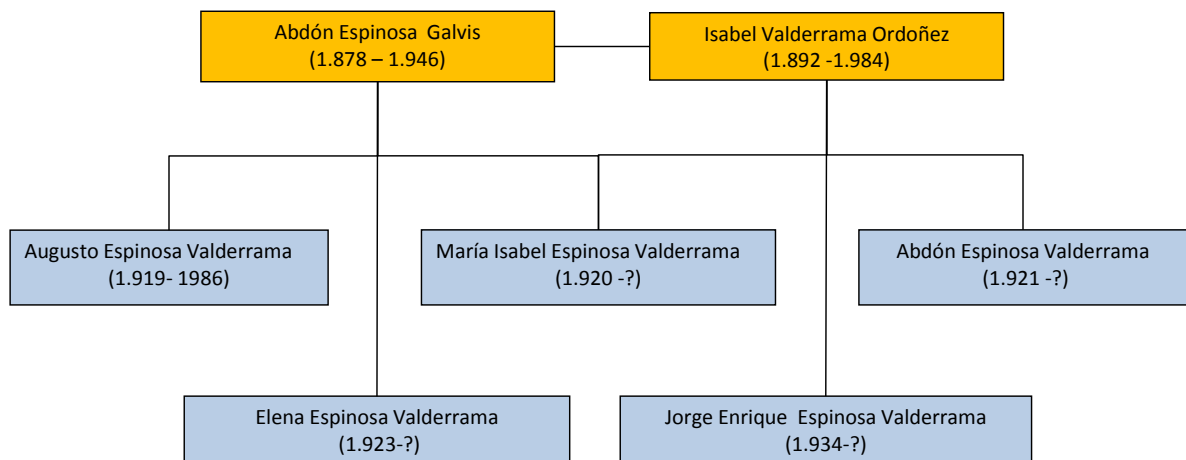 Abdón Espinosa  Galvis
(1.878 – 1.946)
Isabel Valderrama Ordoñez
(1.892 -1.984)
Augusto Espinosa Valderrama
(1.919- 1986)
María Isabel Espinosa Valderrama
(1.920 -?)
Abdón Espinosa Valderrama
(1.921 -?)
Elena Espinosa Valderrama
(1.923-?)
Jorge Enrique  Espinosa Valderrama
(1.934-?)